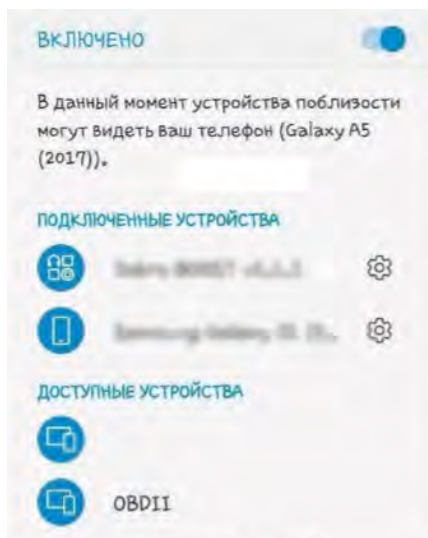 ВКЛЮЧЕНО
В данный момент устройства поблизости
могут видеть ваш телефон (Galaxy A5
(2017)).
ПОДКЛЮЧЕННЫЕ УСТРОЙСТВА
ДОСТУПНЫЕ УСТРОЙСТВА
OBDII